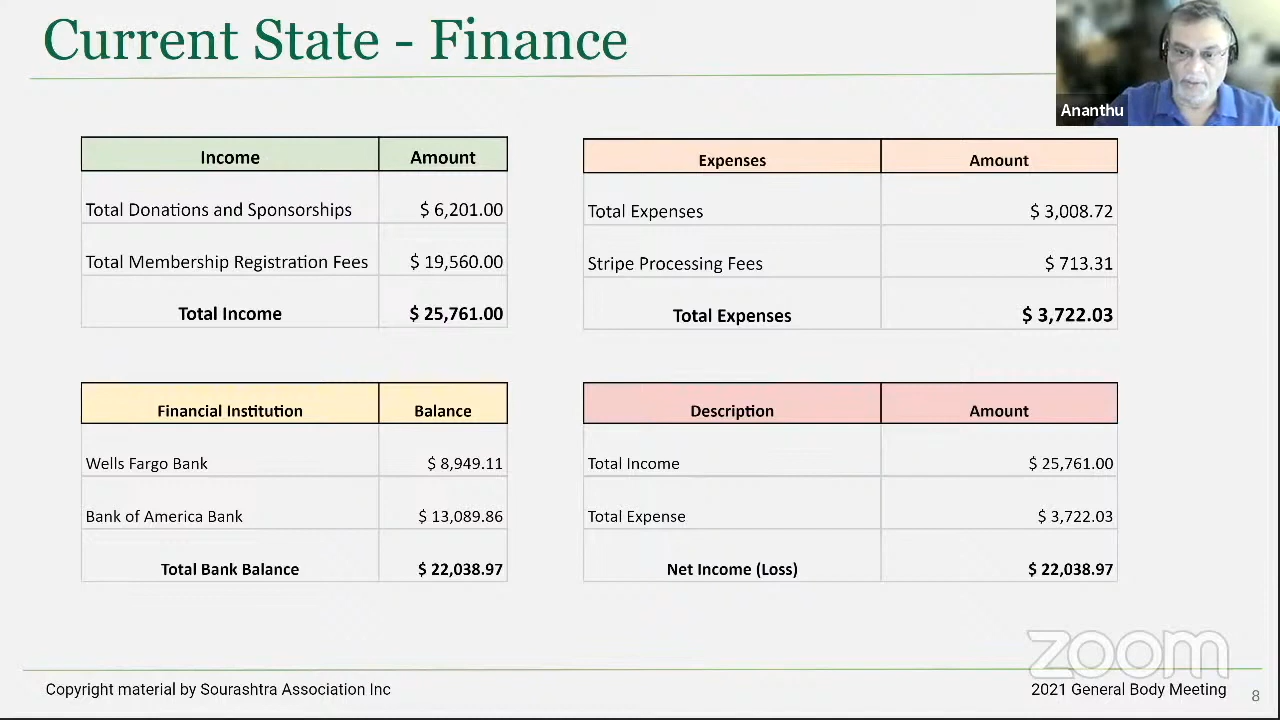 Current State - Finance
Ananthu
Income Amount
Total Donations and Sponsorships $ 6,201.00
Total Membership Registration Fees $ 19,560.00
Total Income $ 25,761.00
Expenses Amount
Total Expenses $ 3,008.72
Stripe Processing Fees $ 713.31
Total Expenses $ 3,722.03
Financial Institution Balance
Wells Fargo Bank $ 8,949.11
Bank of America Bank $ 13,089.86
Total Bank Balance $ 22,038.97
Description Amount
Total Income $ 25,761.00
Total Expense $ 3,722.03
Net Income (Loss) $ 22,038.97
zoom
Copyright material by Sourashtra Association Inc
2021 General Body Meeting
8